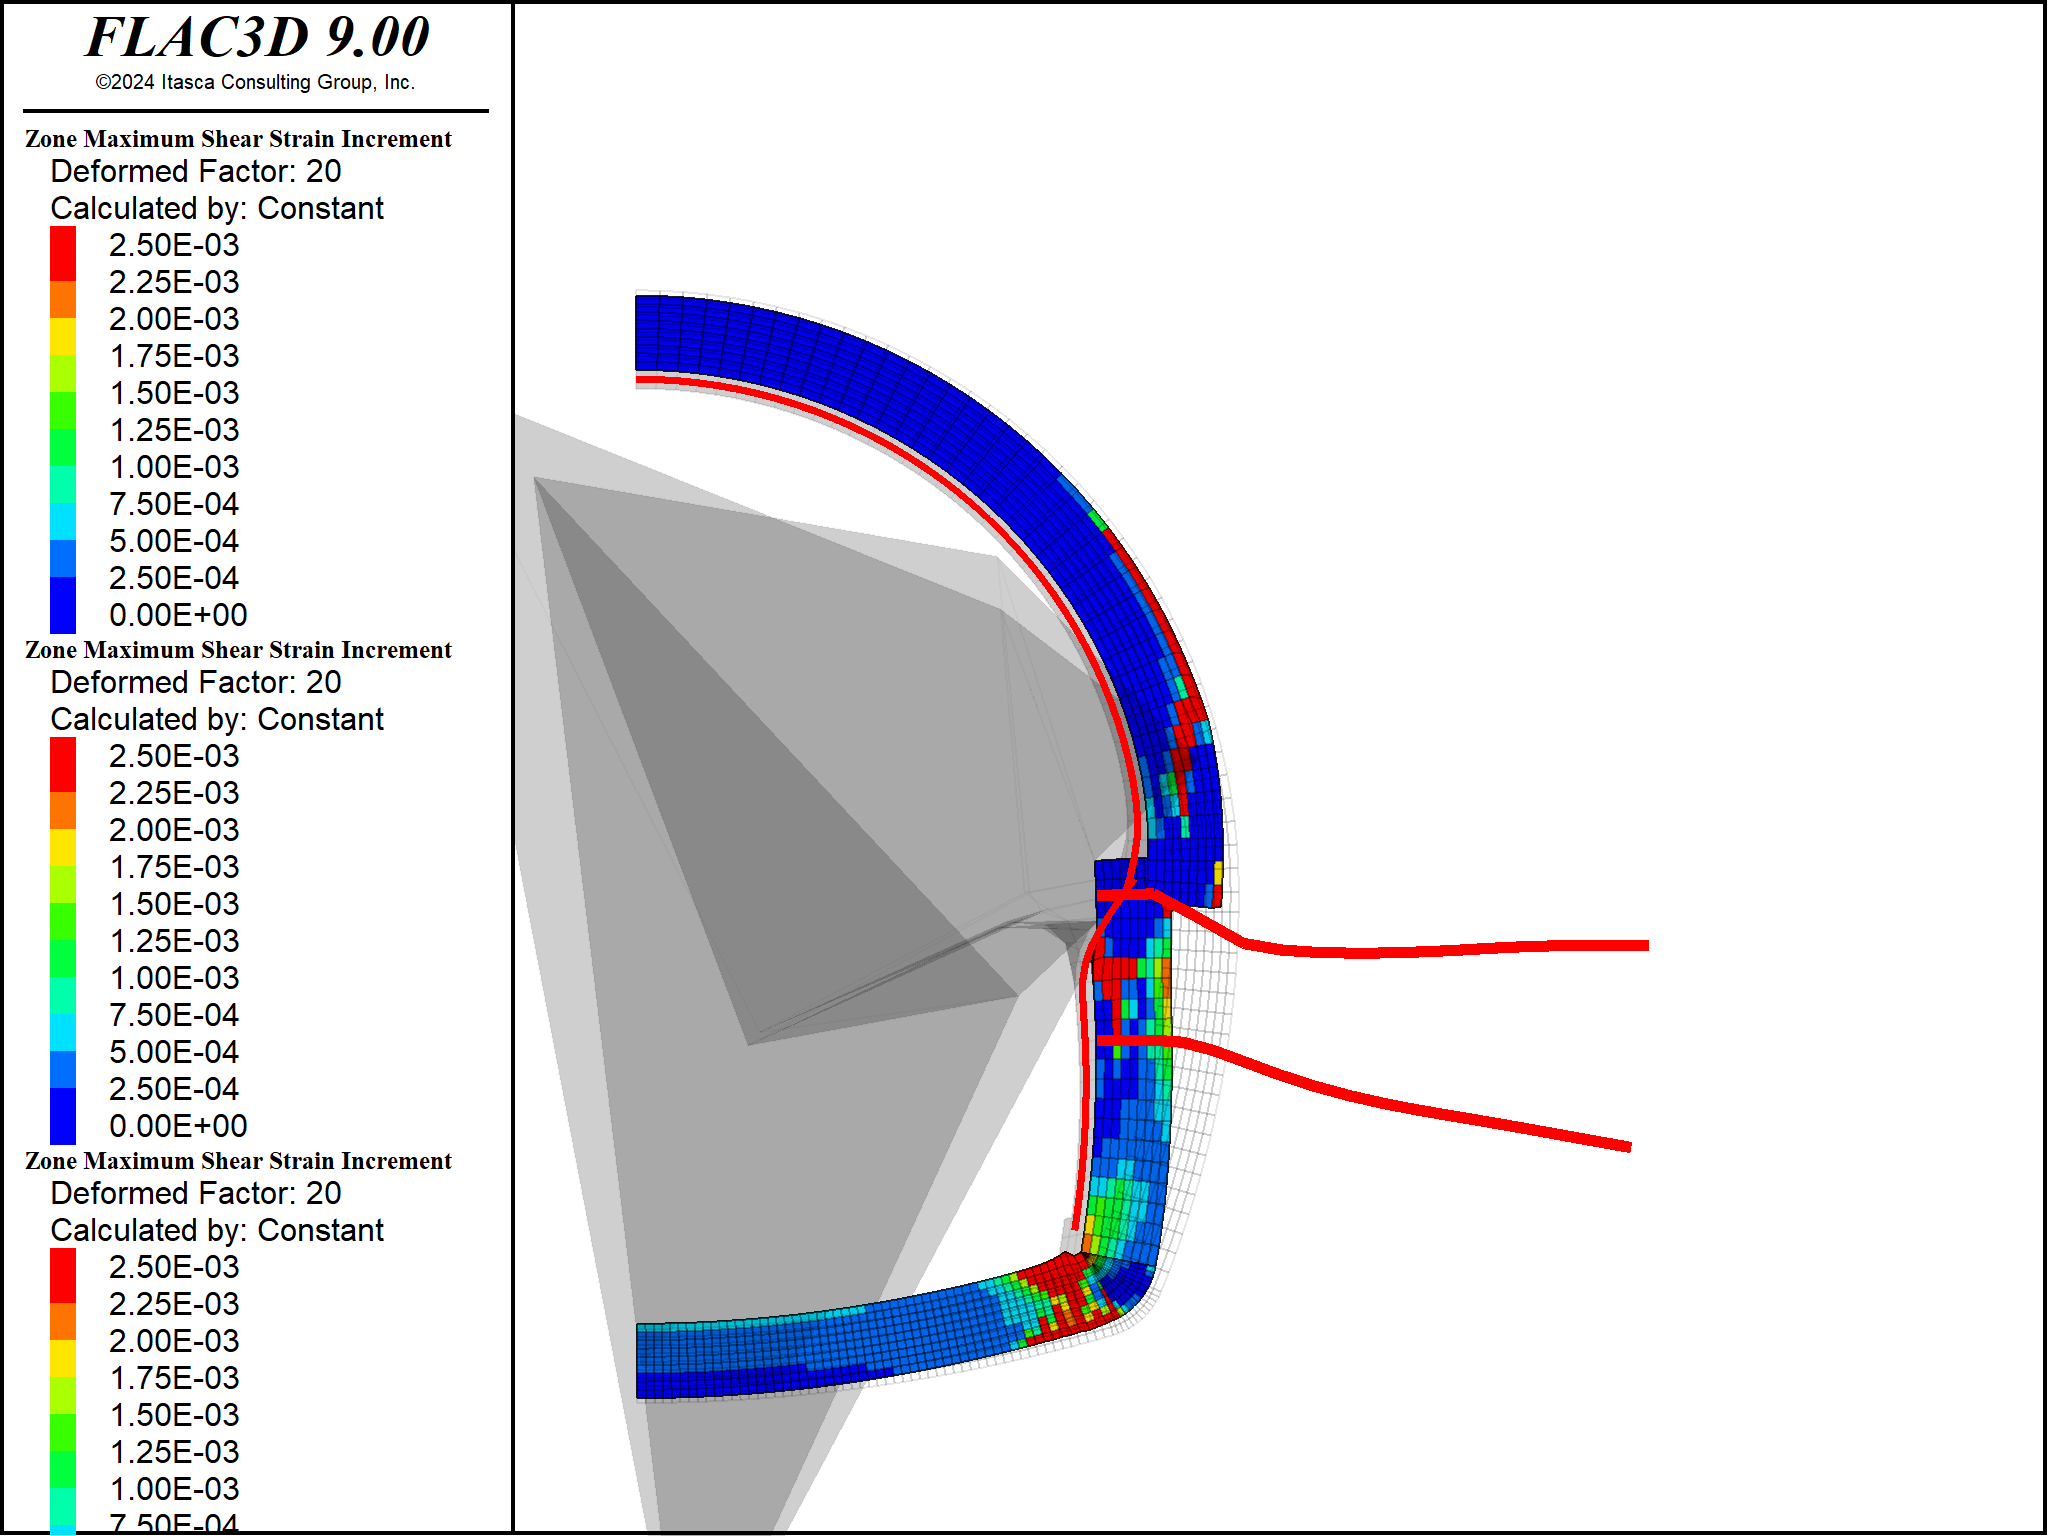 FLAC3D 9.00
©2024 Itasca Consulting Group, Inc.
Zone Maximum Shear Strain Increment
Deformed Factor: 20
Calculated by: Constant
2.50E-03
2.25E-03
2.00E-03
1.75E-03
1.50E-03
1.25E-03
1.00E-03
7.50E-04
5.00E-04
2.50E-04
0.00E+00
Zone Maximum Shear Strain Increment
Deformed Factor: 20
Calculated by: Constant
2.50E-03
2.25E-03
2.00E-03
1.75E-03
1.50E-03
1.25E-03
1.00E-03
7.50E-04
5.00E-04
2.50E-04
0.00E+00
Zone Maximum Shear Strain Increment
Deformed Factor: 20
Calculated by: Constant
2.50E-03
2.25E-03
2.00E-03
1.75E-03
1.50E-03
1.25E-03
1.00E-03
7.50E-04